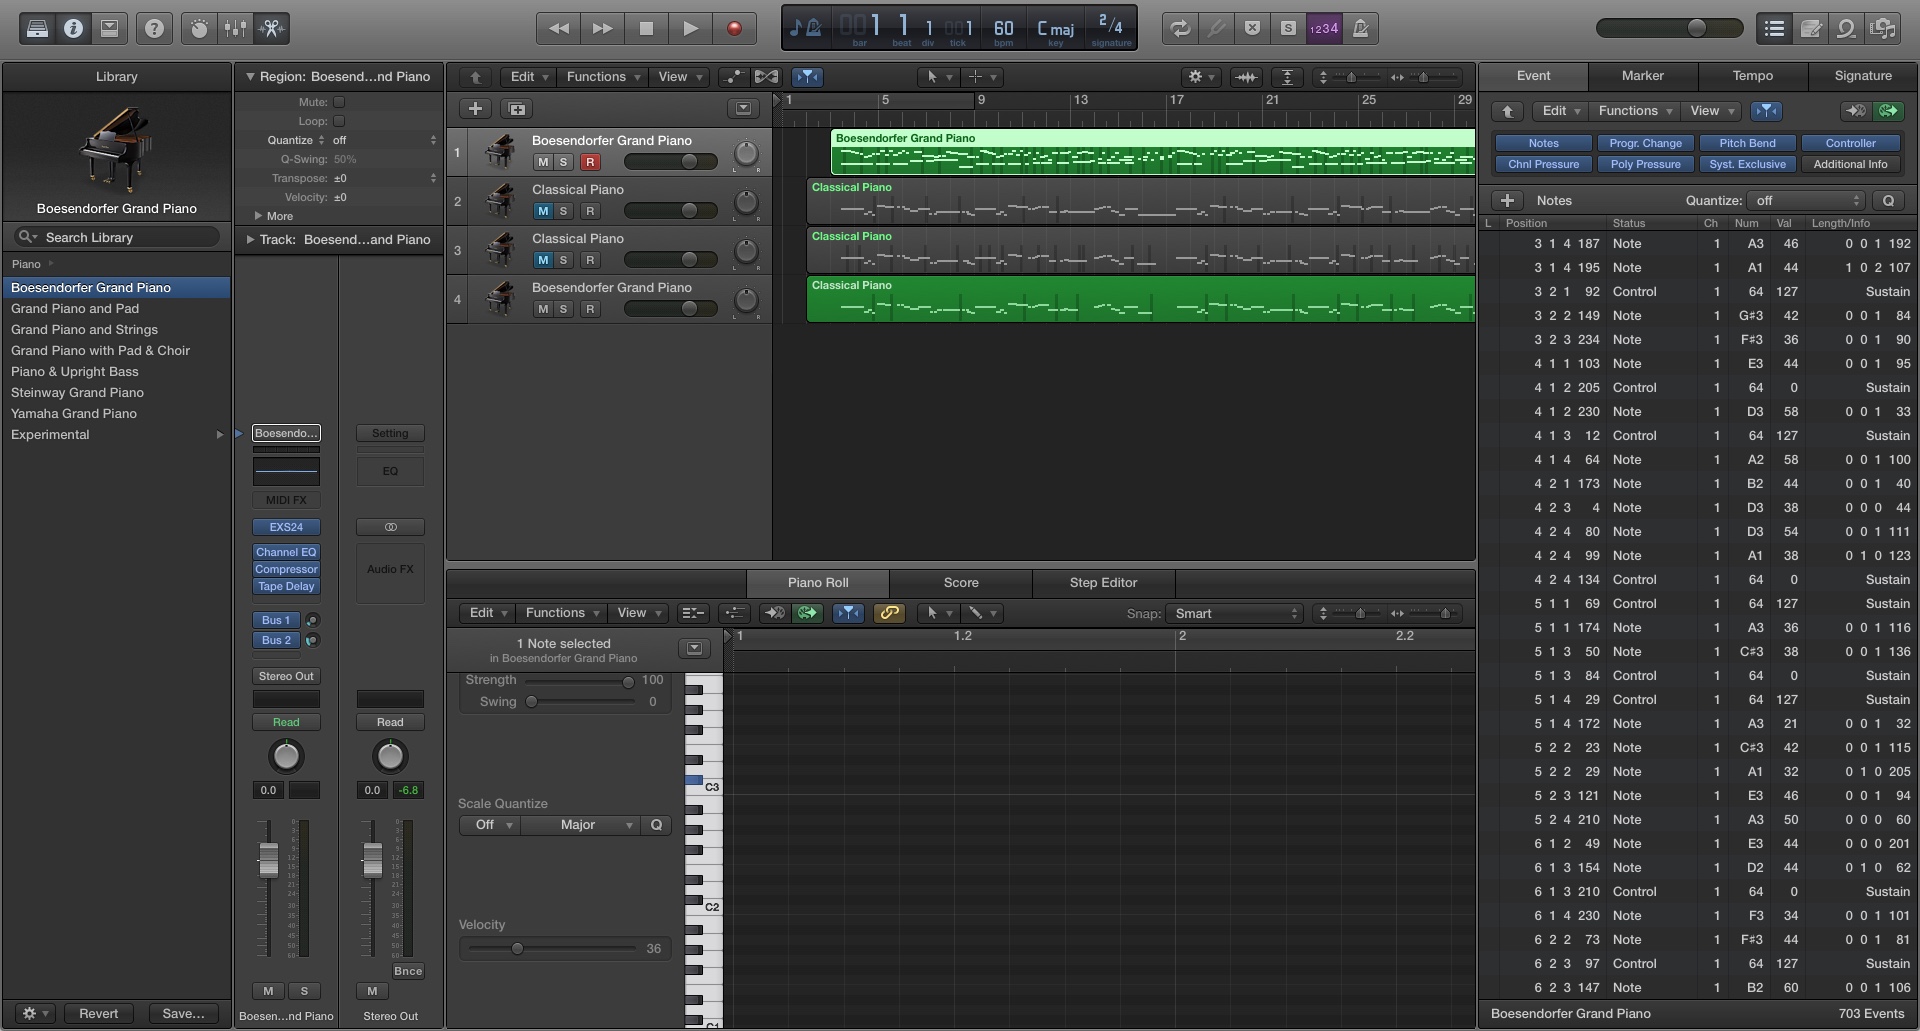 001 1 1 001 60 C maj 2/4
bar beat div tick bpm key signature
1234
Library
Boesendorfer Grand Piano
Search Library
Piano
Boesendorfer Grand Piano
Grand Piano and Pad
Grand Piano and Strings
Grand Piano with Pad & Choir
Piano & Upright Bass
Steinway Grand Piano
Yamaha Grand Piano
Experimental
Revert Save...
Region: Boesend...nd Piano
Mute:
Loop:
Quantize off
Q-Swing: 50%
Transpose: ±0
Velocity: ±0
More
Track: Boesend...and Piano
Boesendo... Setting
EQ
MIDI FX
EXS24
Channel EQ
Compressor Audio FX
Tape Delay
Bus 1
Bus 2
Stereo Out
Read Read
0.0 0.0 -6.8
Bnce
M S M
Boesen...nd Piano Stereo Out
Edit Functions View
1 5 9 13 17 21 25 29
1 Boesendorfer Grand Piano
M S R
2 Classical Piano
M S R
3 Classical Piano
M S R
4 Boesendorfer Grand Piano
M S R
Boesendorfer Grand Piano
Classical Piano
Classical Piano
Classical Piano
Piano Roll Score Step Editor
Edit Functions View Snap: Smart
1 Note selected
in Boesendorfer Grand Piano
1 1.2 2 2.2
Strength 100
Swing 0
C3
Scale Quantize
Off Major Q
C2
Velocity
36
C1
Event Marker Tempo Signature
Edit Functions View
Notes Progr. Change Pitch Bend Controller
Chnl Pressure Poly Pressure Syst. Exclusive Additional Info
Notes Quantize: off Q
L Position Status Ch Num Val Length/Info
3 1 4 187 Note 1 A3 46 0 0 1 192
3 1 4 195 Note 1 A1 44 1 0 2 107
3 2 1 92 Control 1 64 127 Sustain
3 2 2 149 Note 1 G♯3 42 0 0 1 84
3 2 3 234 Note 1 F♯3 36 0 0 1 90
4 1 1 103 Note 1 E3 44 0 0 1 95
4 1 2 205 Control 1 64 0 Sustain
4 1 2 230 Note 1 D3 58 0 0 1 33
4 1 3 12 Control 1 64 127 Sustain
4 1 4 64 Note 1 A2 58 0 0 1 100
4 2 1 173 Note 1 B2 44 0 0 1 40
4 2 3 4 Note 1 D3 38 0 0 0 44
4 2 4 80 Note 1 D3 54 0 0 1 111
4 2 4 99 Note 1 A1 38 0 1 0 123
4 2 4 134 Control 1 64 0 Sustain
5 1 1 69 Control 1 64 127 Sustain
5 1 1 174 Note 1 A3 36 0 0 1 116
5 1 3 50 Note 1 C♯3 38 0 0 1 136
5 1 3 84 Control 1 64 0 Sustain
5 1 4 29 Control 1 64 127 Sustain
5 1 4 172 Note 1 A3 21 0 0 1 32
5 2 2 23 Note 1 C♯3 42 0 0 1 115
5 2 2 29 Note 1 A1 32 0 1 0 205
5 2 3 121 Note 1 E3 46 0 0 1 94
5 2 4 210 Note 1 A3 50 0 0 0 60
6 1 2 49 Note 1 E3 44 0 0 0 201
6 1 3 154 Note 1 D2 44 0 1 0 62
6 1 3 210 Control 1 64 0 Sustain
6 1 4 230 Note 1 F3 34 0 0 1 101
6 2 2 73 Note 1 F♯3 44 0 0 1 81
6 2 3 97 Control 1 64 127 Sustain
6 2 3 147 Note 1 B2 60 0 0 1 106
Boesendorfer Grand Piano 703 Events